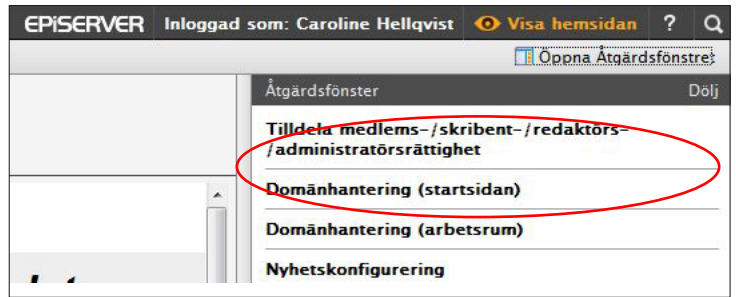 EPiSERVER Inloggad som: Caroline Hellqvist Visa hemsidan ?
Öppna Åtgärdsfönstret
Åtgärdsfönster Dölj
Tilldela medlems-/skribent-/redaktörs-
/administratörsrättighet
Domänhantering (startsidan)
Domänhantering (arbetsrum)
Nyhetskonfigurering